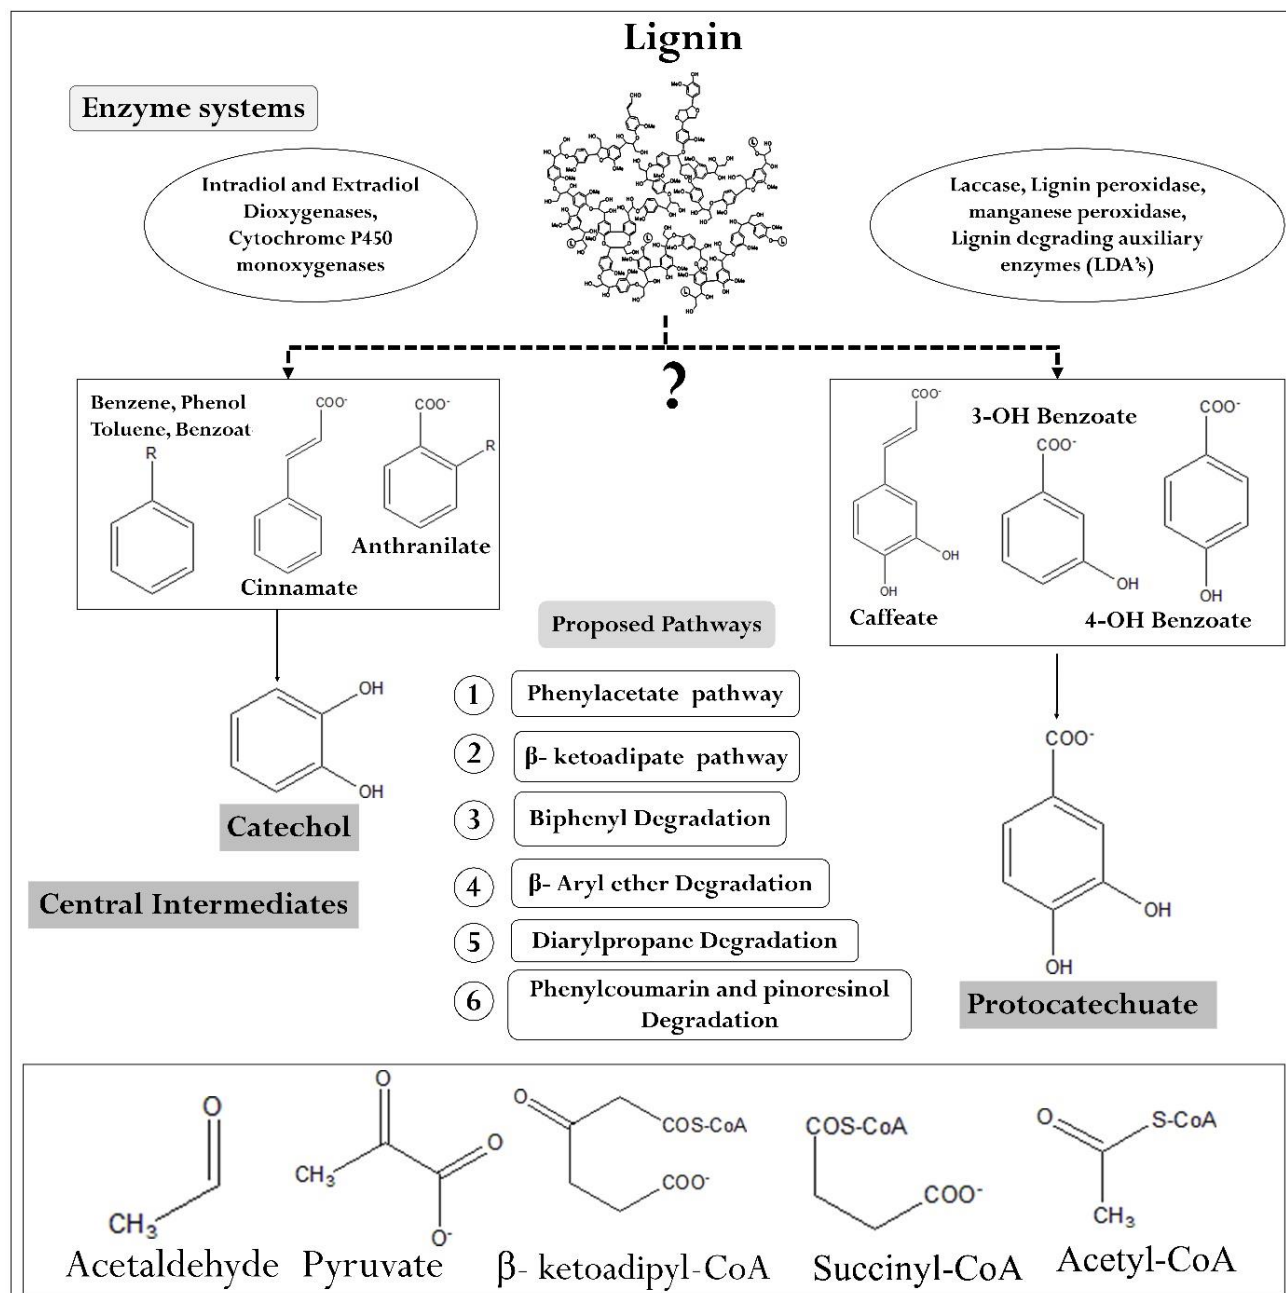 Lignin
Enzyme systems
Intradiol and Extradiol
Dioxygenases,
Cytochrome P450
monoxygenases
Laccase, Lignin peroxidase,
manganese peroxidase,
Lignin degrading auxiliary
enzymes (LDA's)
?
Benzene, Phenol
Toluene, Benzoat
R
COO-
Cinnamate
COO-
R
Anthranilate
COO-
OH
OH
Caffeate
3-OH Benzoate
COO-
OH
COO-
OH
4-OH Benzoate
OH
OH
Catechol
Central Intermediates
Proposed Pathways
1 Phenylacetate pathway
2 β- ketoadipate pathway
3 Biphenyl Degradation
4 β- Aryl ether Degradation
5 Diarylpropane Degradation
6 Phenylcoumarin and pinoresinol
Degradation
COO-
OH
OH
Protocatechuate
O
CH3
Acetaldehyde
O
CH3
O
O-
Pyruvate
O
COS-CoA
COO-
β- ketoadipyl-CoA
COS-CoA
COO-
Succinyl-CoA
O
S-CoA
CH3
Acetyl-CoA